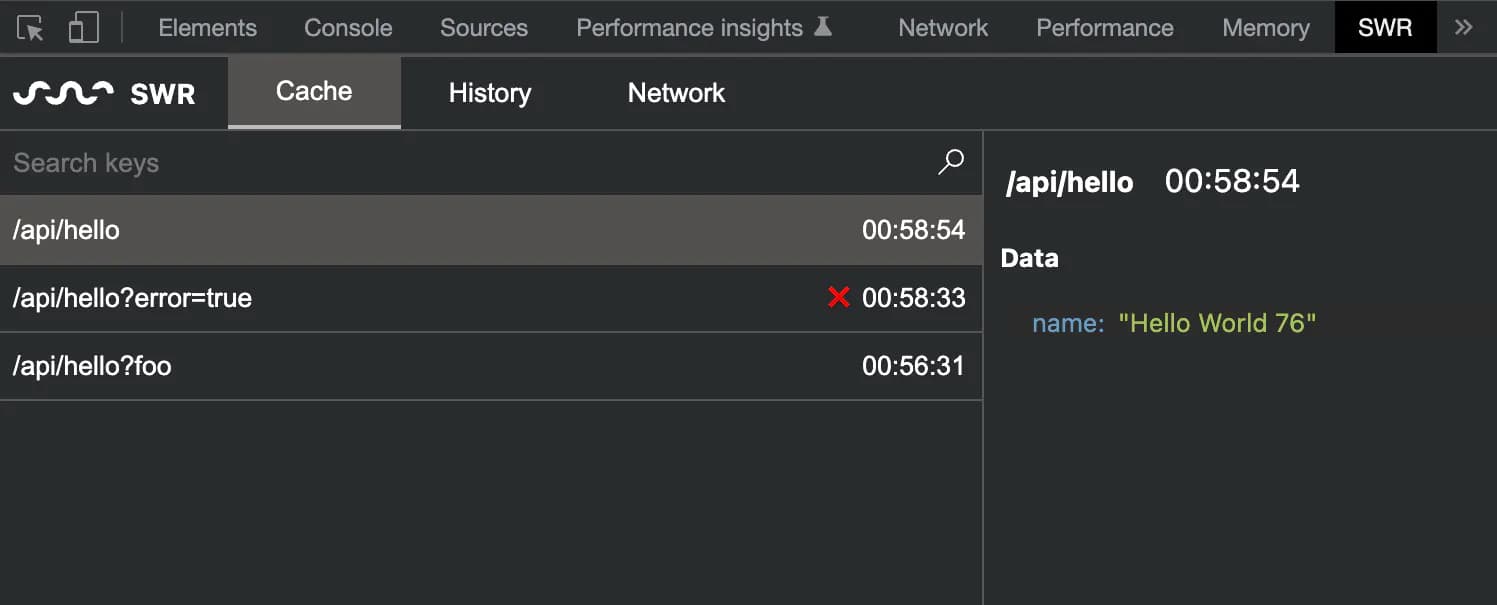 Elements Console Sources Performance insights Network Performance Memory SWR
SWR Cache History Network
Search keys
/api/hello 00:58:54
/api/hello?error=true 00:58:33
/api/hello?foo 00:56:31
/api/hello 00:58:54
Data
name: "Hello World 76"